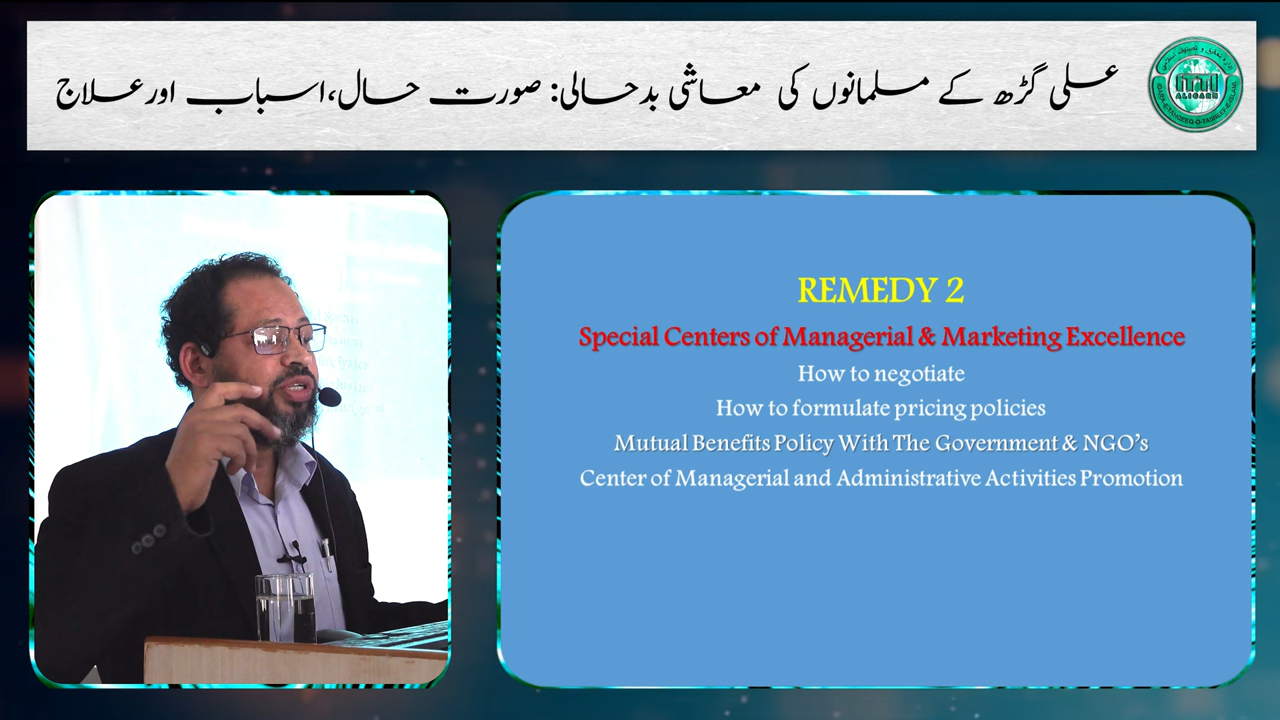 علی گڑھ کے مسلمانوں کی معاشی بدحالی: صورت حال،اسباب اورعلاج
ALIGARH
REMEDY 2
Special Centers of Managerial & Marketing Excellence
How to negotiate
How to formulate pricing policies
Mutual Benefits Policy With The Government & NGO's
Center of Managerial and Administrative Activities Promotion